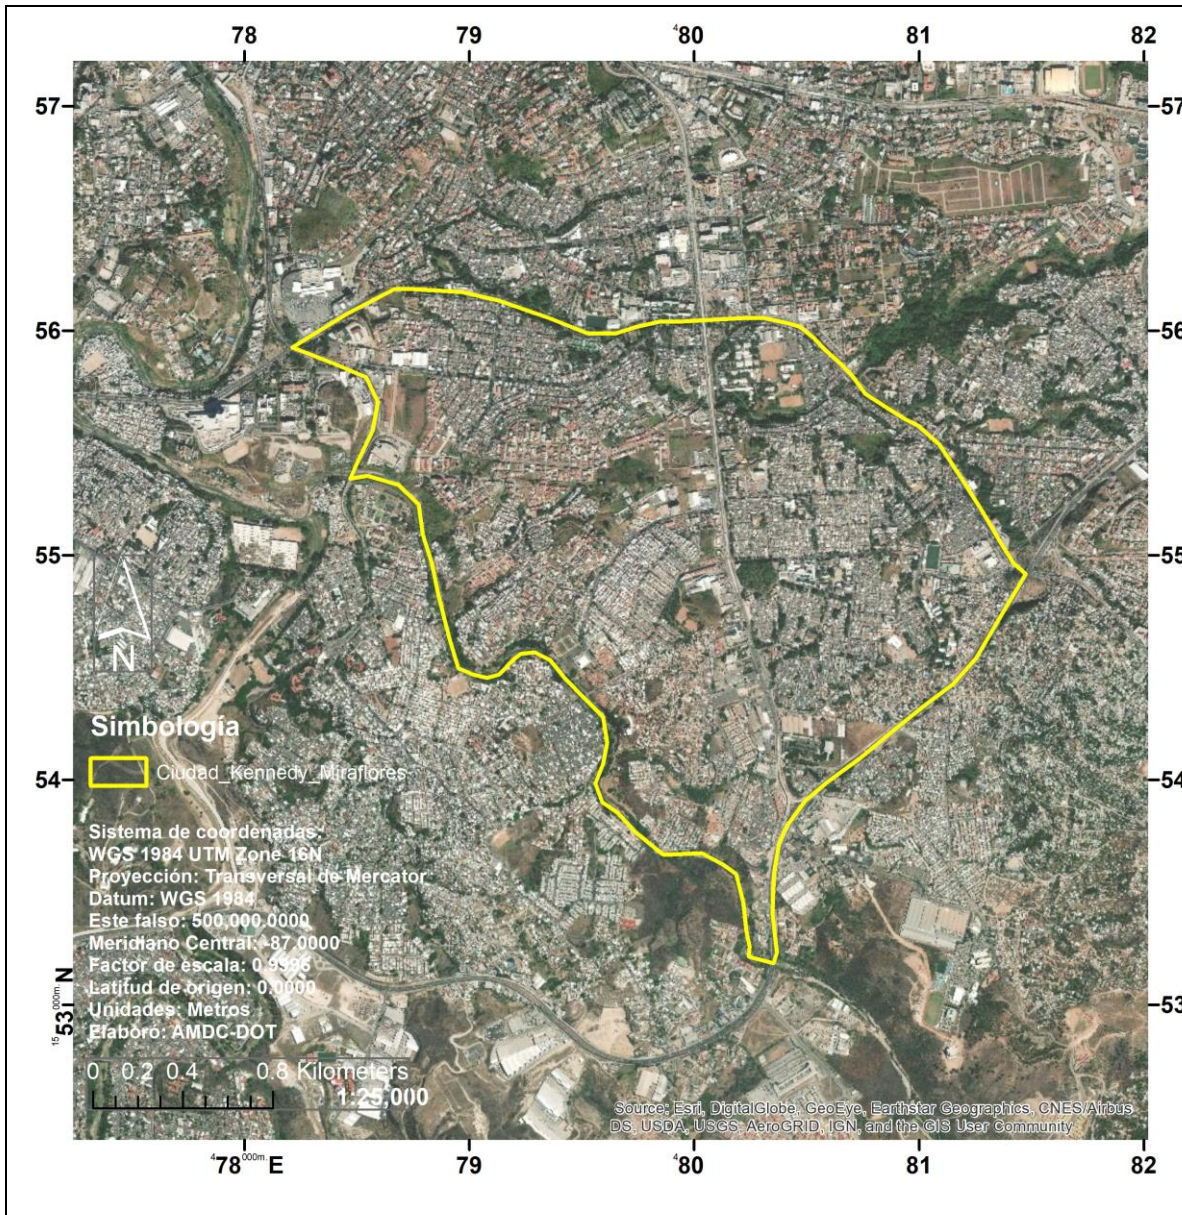 78 79 ⁴80 81 82
57 57
56 56
55 55
N
Simbología
Ciudad_Kennedy_Miraflores
54 54
Sistema de coordenadas:
WGS 1984 UTM Zone 16N
Proyección: Transversal de Mercator
Datum: WGS 1984
Este falso: 500,000.0000
Meridiano Central: -87.0000
Factor de escala: 0.9996
Latitud de origen: 0.0000
Unidades: Metros
Elaboró: AMDC-DOT
¹⁵53⁰⁰⁰ᵐ N 53
0 0.2 0.4 0.8 Kilometers
1:25,000
Source: Esri, DigitalGlobe, GeoEye, Earthstar Geographics, CNES/Airbus
DS, USDA, USGS, AeroGRID, IGN, and the GIS User Community
⁴78⁰⁰⁰ᵐ E 79 ⁴80 81 82